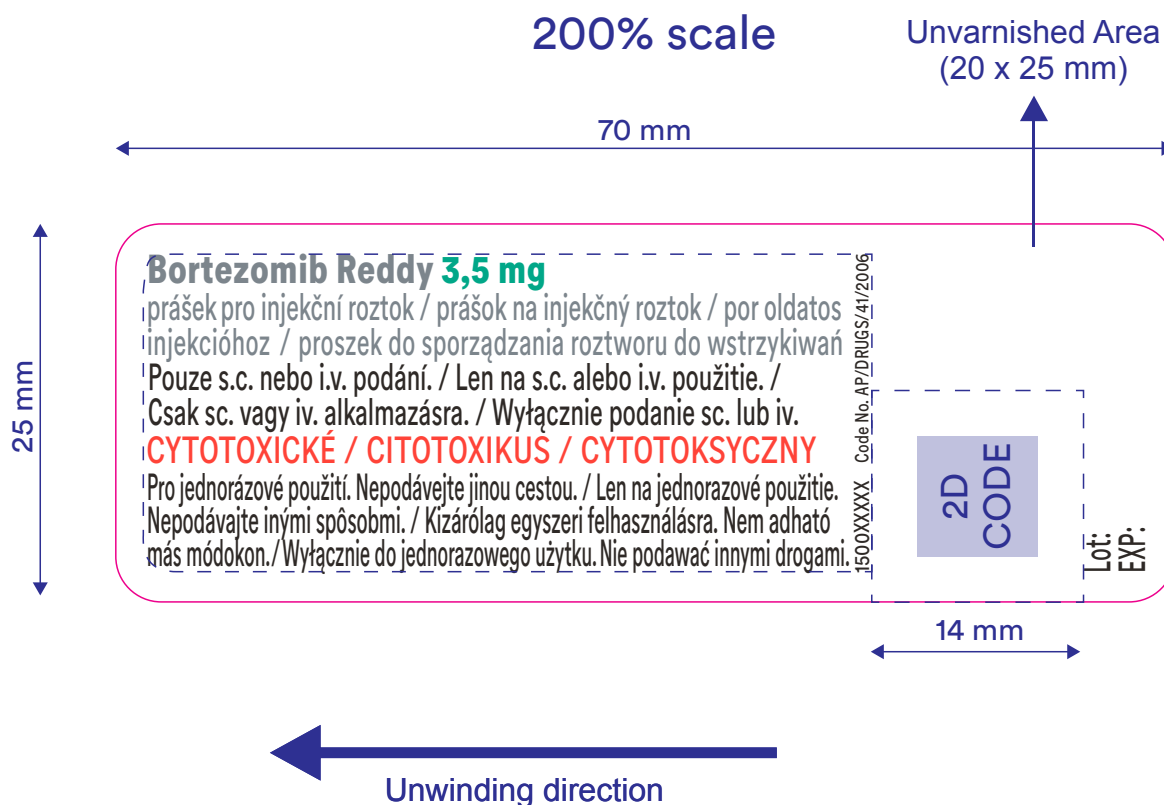 200% scale
Unvarnished Area
(20 x 25 mm)
70 mm
25 mm
Bortezomib Reddy 3,5 mg
prášek pro injekční roztok / prášok na injekčný roztok / por oldatos
injekcióhoz / proszek do sporządzania roztworu do wstrzykiwań
Pouze s.c. nebo i.v. podání. / Len na s.c. alebo i.v. použitie. /
Csak sc. vagy iv. alkalmazásra. / Wyłącznie podanie sc. lub iv.
CYTOTOXICKÉ / CITOTOXIKUS / CYTOTOKSYCZNY
Pro jednorázové použití. Nepodávejte jinou cestou. / Len na jednorazové použitie.
Nepodávajte inými spôsobmi. / Kizárólag egyszeri felhasználásra. Nem adható
más módokon./ Wyłącznie do jednorazowego użytku. Nie podawać innymi drogami.
1500XXXXX Code No. AP/DRUGS/41/2006
2D
CODE
Lot:
EXP:
14 mm
Unwinding direction